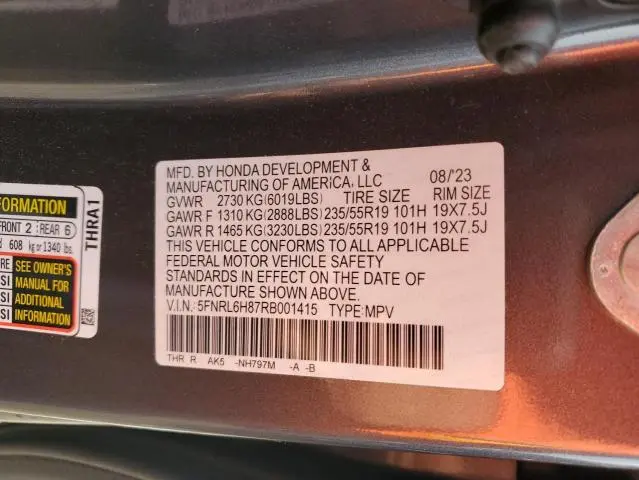 MFD. BY HONDA DEVELOPMENT &
MANUFACTURING OF AMERICA, LLC 08/'23
GVWR 2730 KG(6019LBS) TIRE SIZE RIM SIZE
GAWR F 1310 KG(2888LBS) 235/55R19 101H 19X7.5J
GAWR R 1465 KG(3230LBS) 235/55R19 101H 19X7.5J
THIS VEHICLE CONFORMS TO ALL APPLICABLE
FEDERAL MOTOR VEHICLE SAFETY
STANDARDS IN EFFECT ON THE DATE OF
MANUFACTURE SHOWN ABOVE.
V.I.N.:5FNRL6H87RB001415 TYPE:MPV
THR R AK5 -NH797M -A -B
FORMATION
FRONT 2 REAR 6
608 kg or 1340 lbs.
SEE OWNER'S
MANUAL FOR
ADDITIONAL
INFORMATION
THRA1